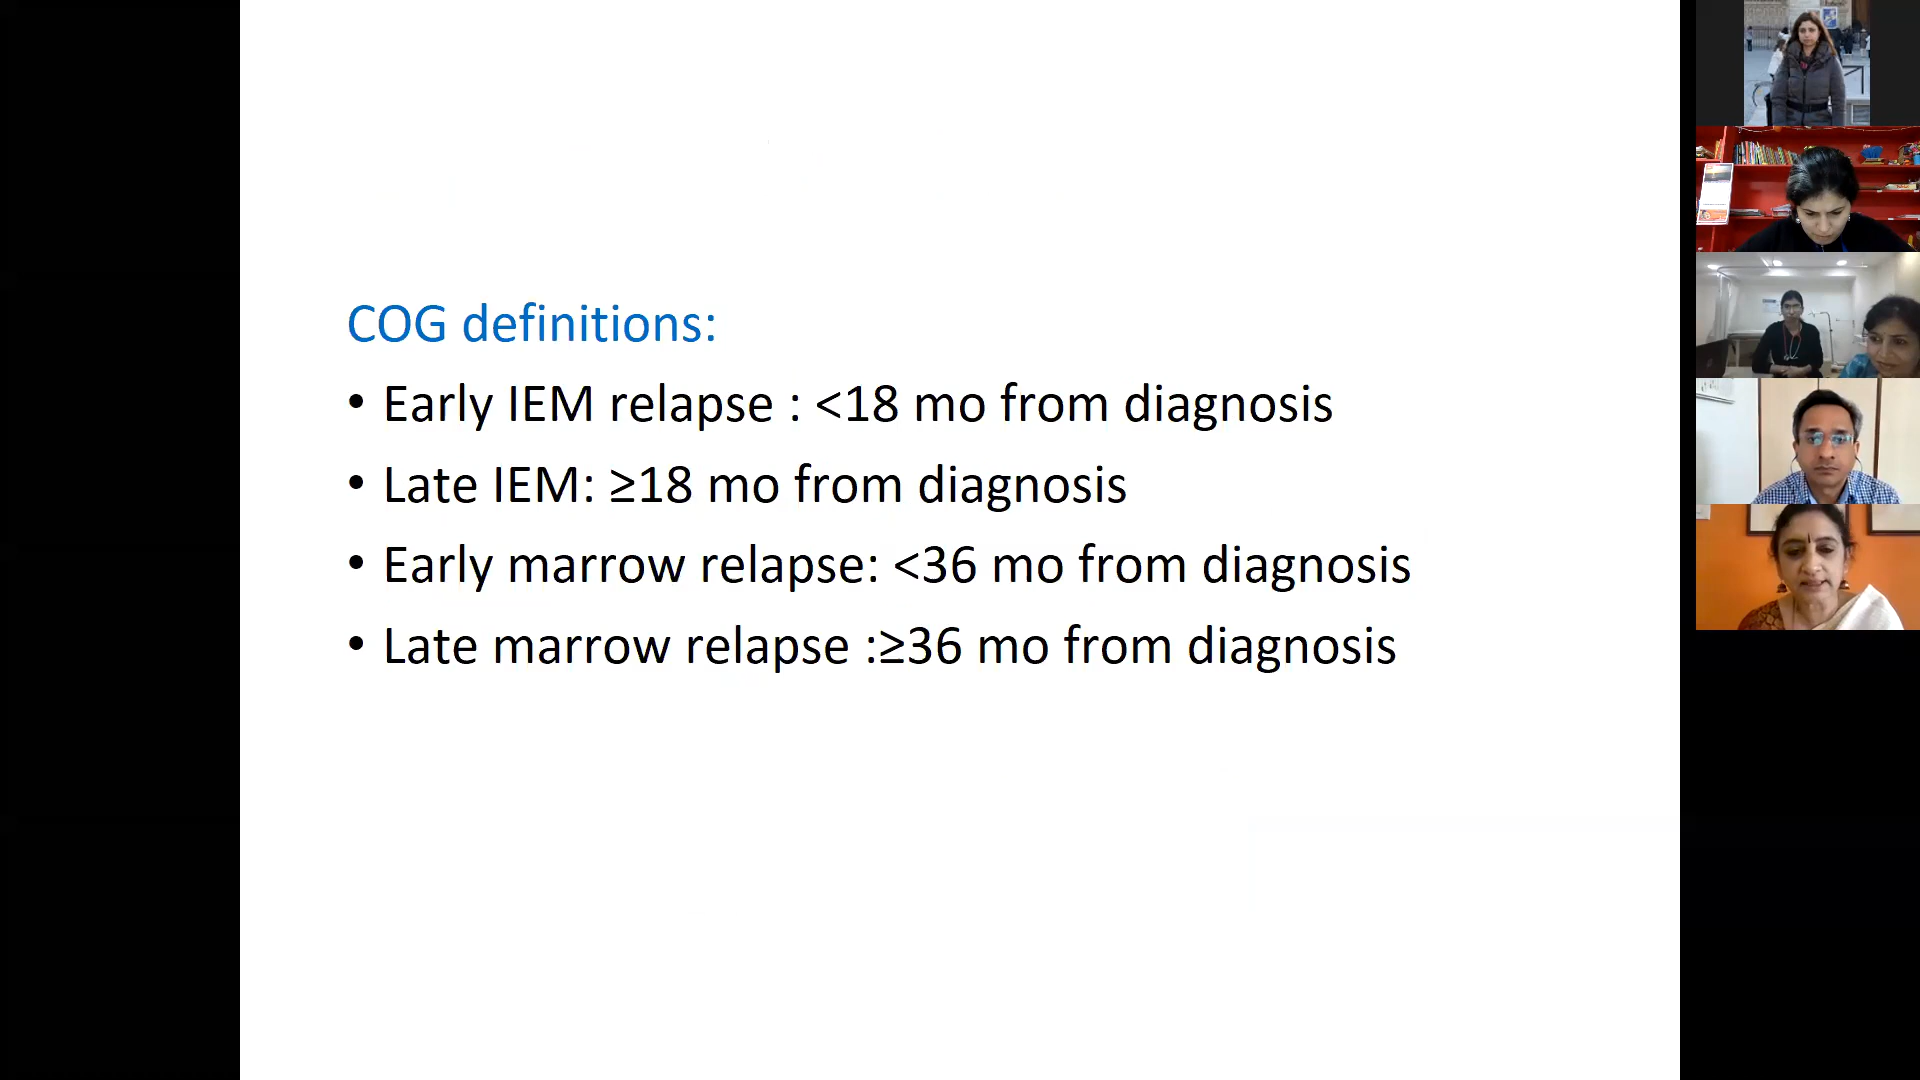 COG definitions:
• Early IEM relapse : <18 mo from diagnosis
• Late IEM: ≥18 mo from diagnosis
• Early marrow relapse: <36 mo from diagnosis
• Late marrow relapse :≥36 mo from diagnosis